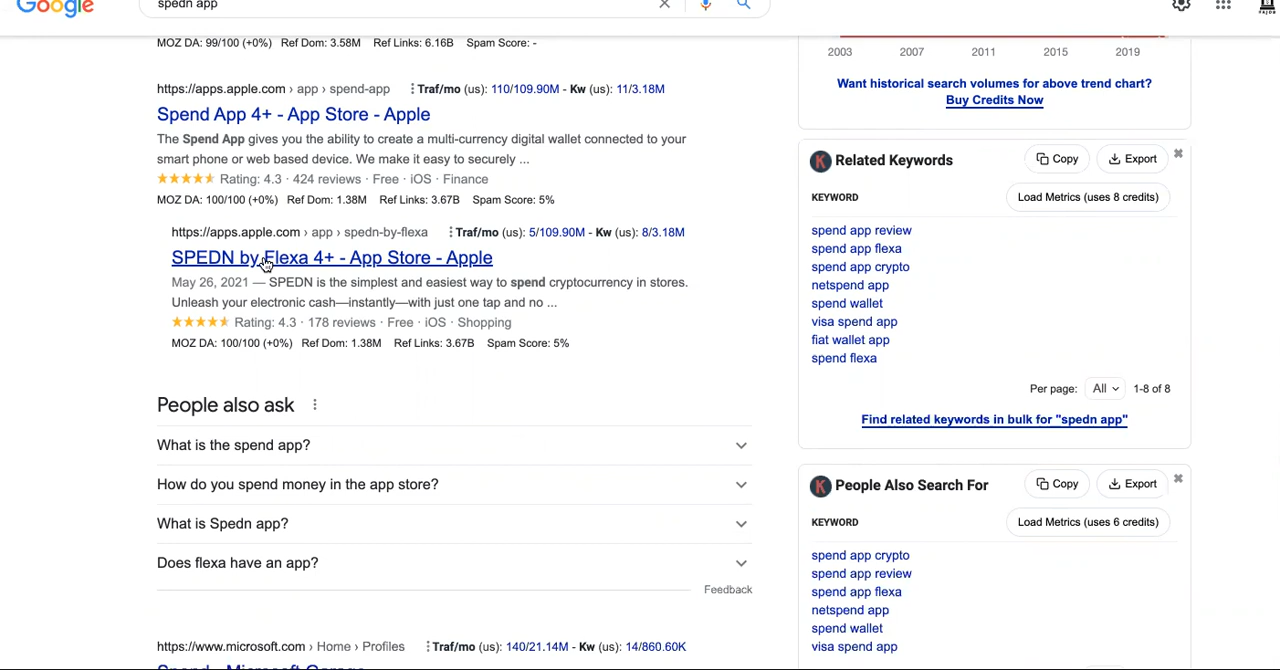 Google
spedn app
MOZ DA: 99/100 (+0%) Ref Dom: 3.58M Ref Links: 6.16B Spam Score: -
https://apps.apple.com › app › spend-app Traf/mo (us): 110/109.90M - Kw (us): 11/3.18M
Spend App 4+ - App Store - Apple
The Spend App gives you the ability to create a multi-currency digital wallet connected to your
smart phone or web based device. We make it easy to securely ...
Rating: 4.3 · 424 reviews · Free · iOS · Finance
MOZ DA: 100/100 (+0%) Ref Dom: 1.38M Ref Links: 3.67B Spam Score: 5%
https://apps.apple.com › app › spedn-by-flexa Traf/mo (us): 5/109.90M - Kw (us): 8/3.18M
SPEDN by Flexa 4+ - App Store - Apple
May 26, 2021 — SPEDN is the simplest and easiest way to spend cryptocurrency in stores.
Unleash your electronic cash—instantly—with just one tap and no ...
Rating: 4.3 · 178 reviews · Free · iOS · Shopping
MOZ DA: 100/100 (+0%) Ref Dom: 1.38M Ref Links: 3.67B Spam Score: 5%
People also ask
What is the spend app?
How do you spend money in the app store?
What is Spedn app?
Does flexa have an app?
Feedback
https://www.microsoft.com › Home › Profiles Traf/mo (us): 140/21.14M - Kw (us): 14/860.60K
Spend - Microsoft Garage
2003 2007 2011 2015 2019
Want historical search volumes for above trend chart?
Buy Credits Now
K Related Keywords Copy Export
KEYWORD Load Metrics (uses 8 credits)
spend app review
spend app flexa
spend app crypto
netspend app
spend wallet
visa spend app
fiat wallet app
spend flexa
Per page: All 1-8 of 8
Find related keywords in bulk for "spedn app"
K People Also Search For Copy Export
KEYWORD Load Metrics (uses 6 credits)
spend app crypto
spend app review
spend app flexa
netspend app
spend wallet
visa spend app